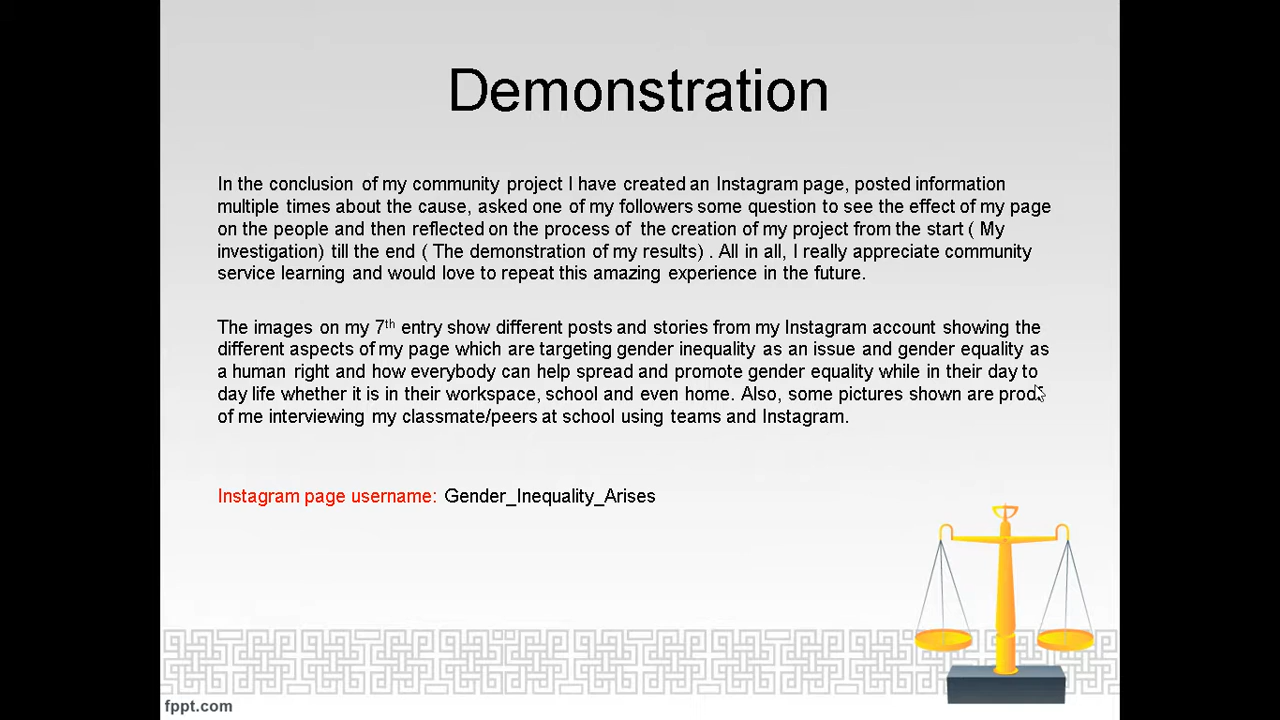 Demonstration
In the conclusion of my community project I have created an Instagram page, posted information
multiple times about the cause, asked one of my followers some question to see the effect of my page
on the people and then reflected on the process of the creation of my project from the start ( My
investigation) till the end ( The demonstration of my results) . All in all, I really appreciate community
service learning and would love to repeat this amazing experience in the future.
The images on my 7th entry show different posts and stories from my Instagram account showing the
different aspects of my page which are targeting gender inequality as an issue and gender equality as
a human right and how everybody can help spread and promote gender equality while in their day to
day life whether it is in their workspace, school and even home. Also, some pictures shown are proof
of me interviewing my classmate/peers at school using teams and Instagram.
Instagram page username: Gender_Inequality_Arises
fppt.com